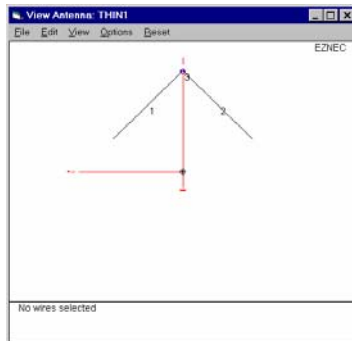 View Antenna: THIN1
File Edit View Options Reset
EZNEC
3
1
2
No wires selected